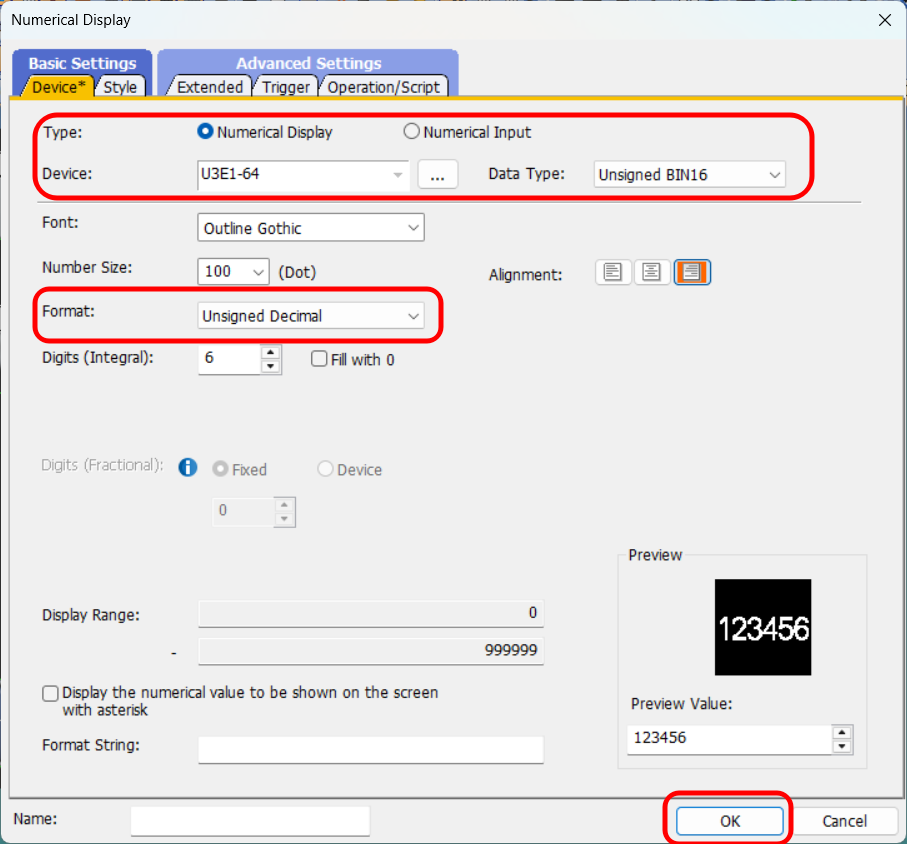 Numerical Display
Basic Settings Advanced Settings
Device* Style Extended Trigger Operation/Script
Type: Numerical Display Numerical Input
Device: U3E1-64 ... Data Type: Unsigned BIN16
Font: Outline Gothic
Number Size: 100 (Dot) Alignment:
Format: Unsigned Decimal
Digits (Integral): 6 Fill with 0
Digits (Fractional): i Fixed Device
0
Preview
123456
Display Range: 0
- 999999
Display the numerical value to be shown on the screen
with asterisk
Preview Value:
123456
Format String:
Name: OK Cancel